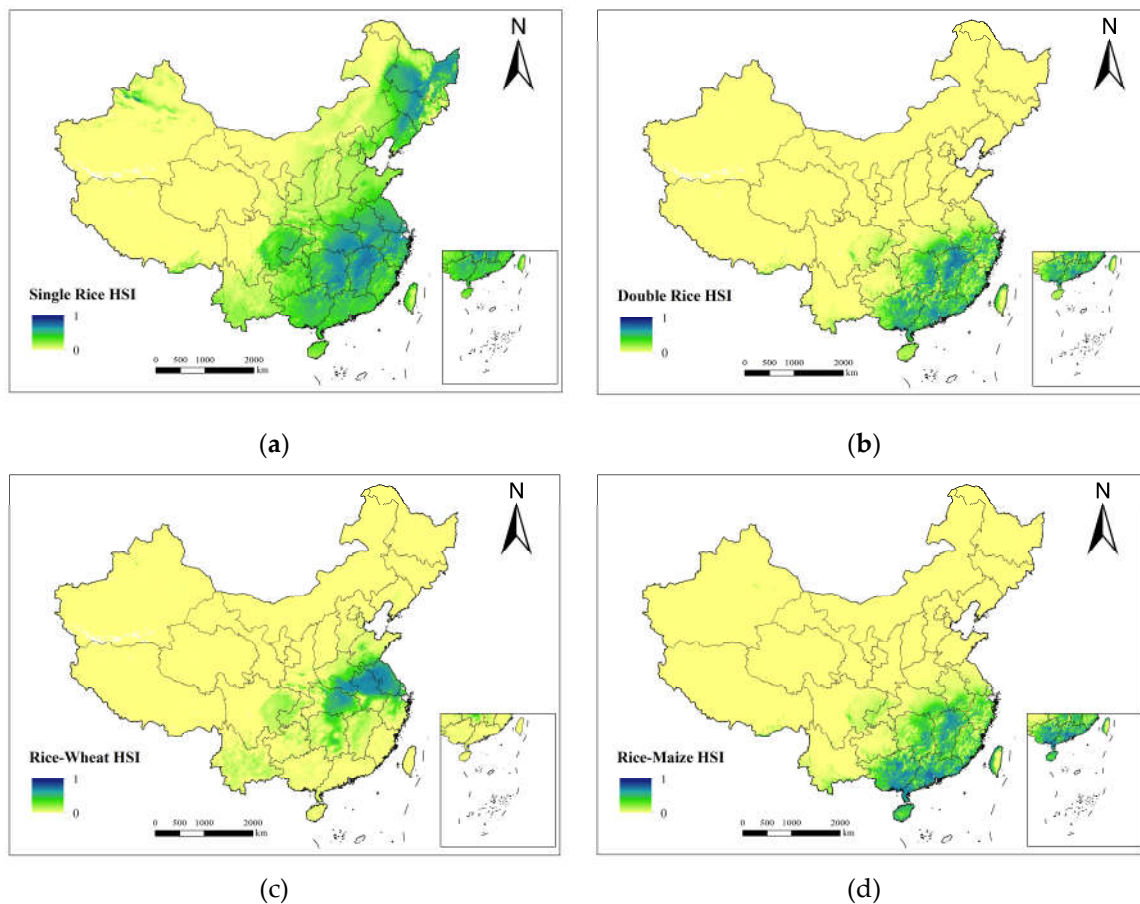 N
Single Rice HSI
1
0
0 500 1000 2000
km
(a)
N
Double Rice HSI
1
0
0 500 1000 2000
km
(b)
N
Rice-Wheat HSI
1
0
0 500 1000 2000
km
(c)
N
Rice-Maize HSI
1
0
0 500 1000 2000
km
(d)